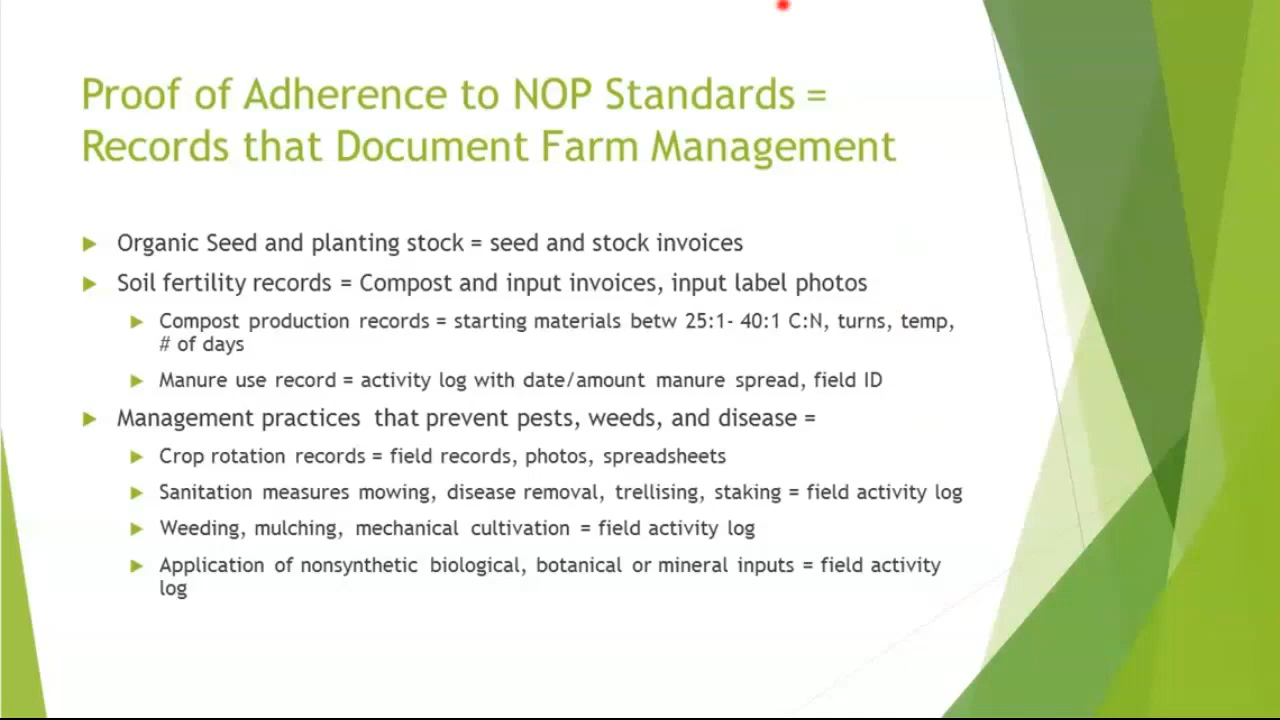 Proof of Adherence to NOP Standards =
Records that Document Farm Management
Organic Seed and planting stock = seed and stock invoices
Soil fertility records = Compost and input invoices, input label photos
Compost production records = starting materials betw 25:1- 40:1 C:N, turns, temp,
# of days
Manure use record = activity log with date/amount manure spread, field ID
Management practices that prevent pests, weeds, and disease =
Crop rotation records = field records, photos, spreadsheets
Sanitation measures mowing, disease removal, trellising, staking = field activity log
Weeding, mulching, mechanical cultivation = field activity log
Application of nonsynthetic biological, botanical or mineral inputs = field activity
log